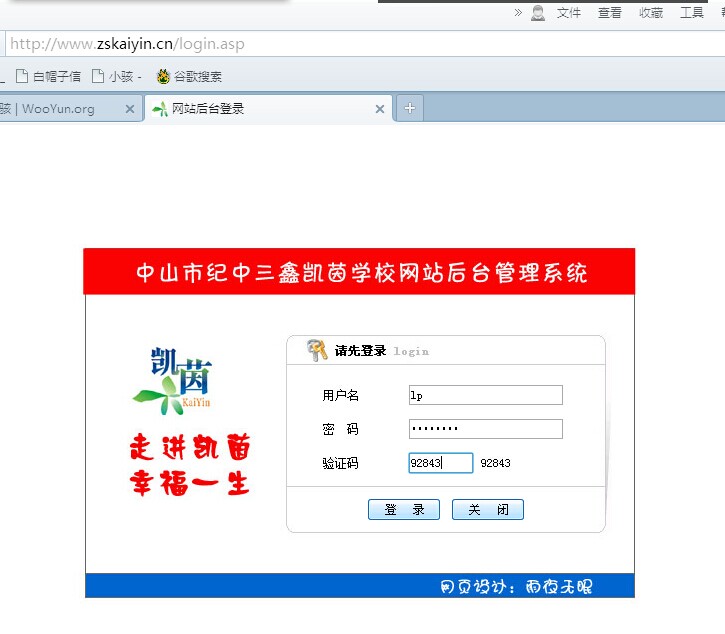 » 文件 查看 收藏 工具
http://www.zskaiyin.cn/login.asp
白帽子信 小孩 - 谷歌搜索
孩 | WooYun.org 网站后台登录
中山市纪中三鑫凯茵学校网站后台管理系统
请先登录 login
凯茵
KaiYin
用户名 lp
密 码 ••••••••
走进凯茵
验证码 92843 92843
幸福一生
登 录 关 闭
网页设计：雨夜无眠